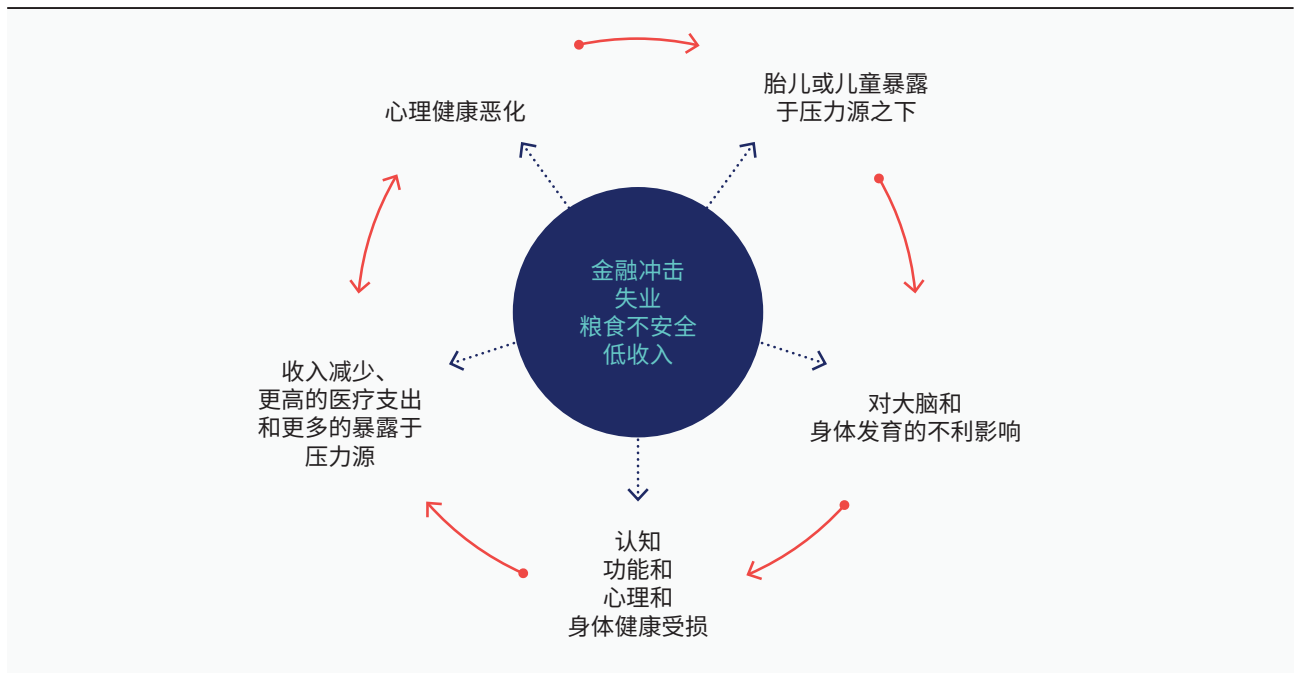 心理健康恶化
胎儿或儿童暴露
于压力源之下
金融冲击
失业
粮食不安全
低收入
收入减少、
更高的医疗支出
和更多的暴露于
压力源
对大脑和
身体发育的不利影响
认知
功能和
心理和
身体健康受损